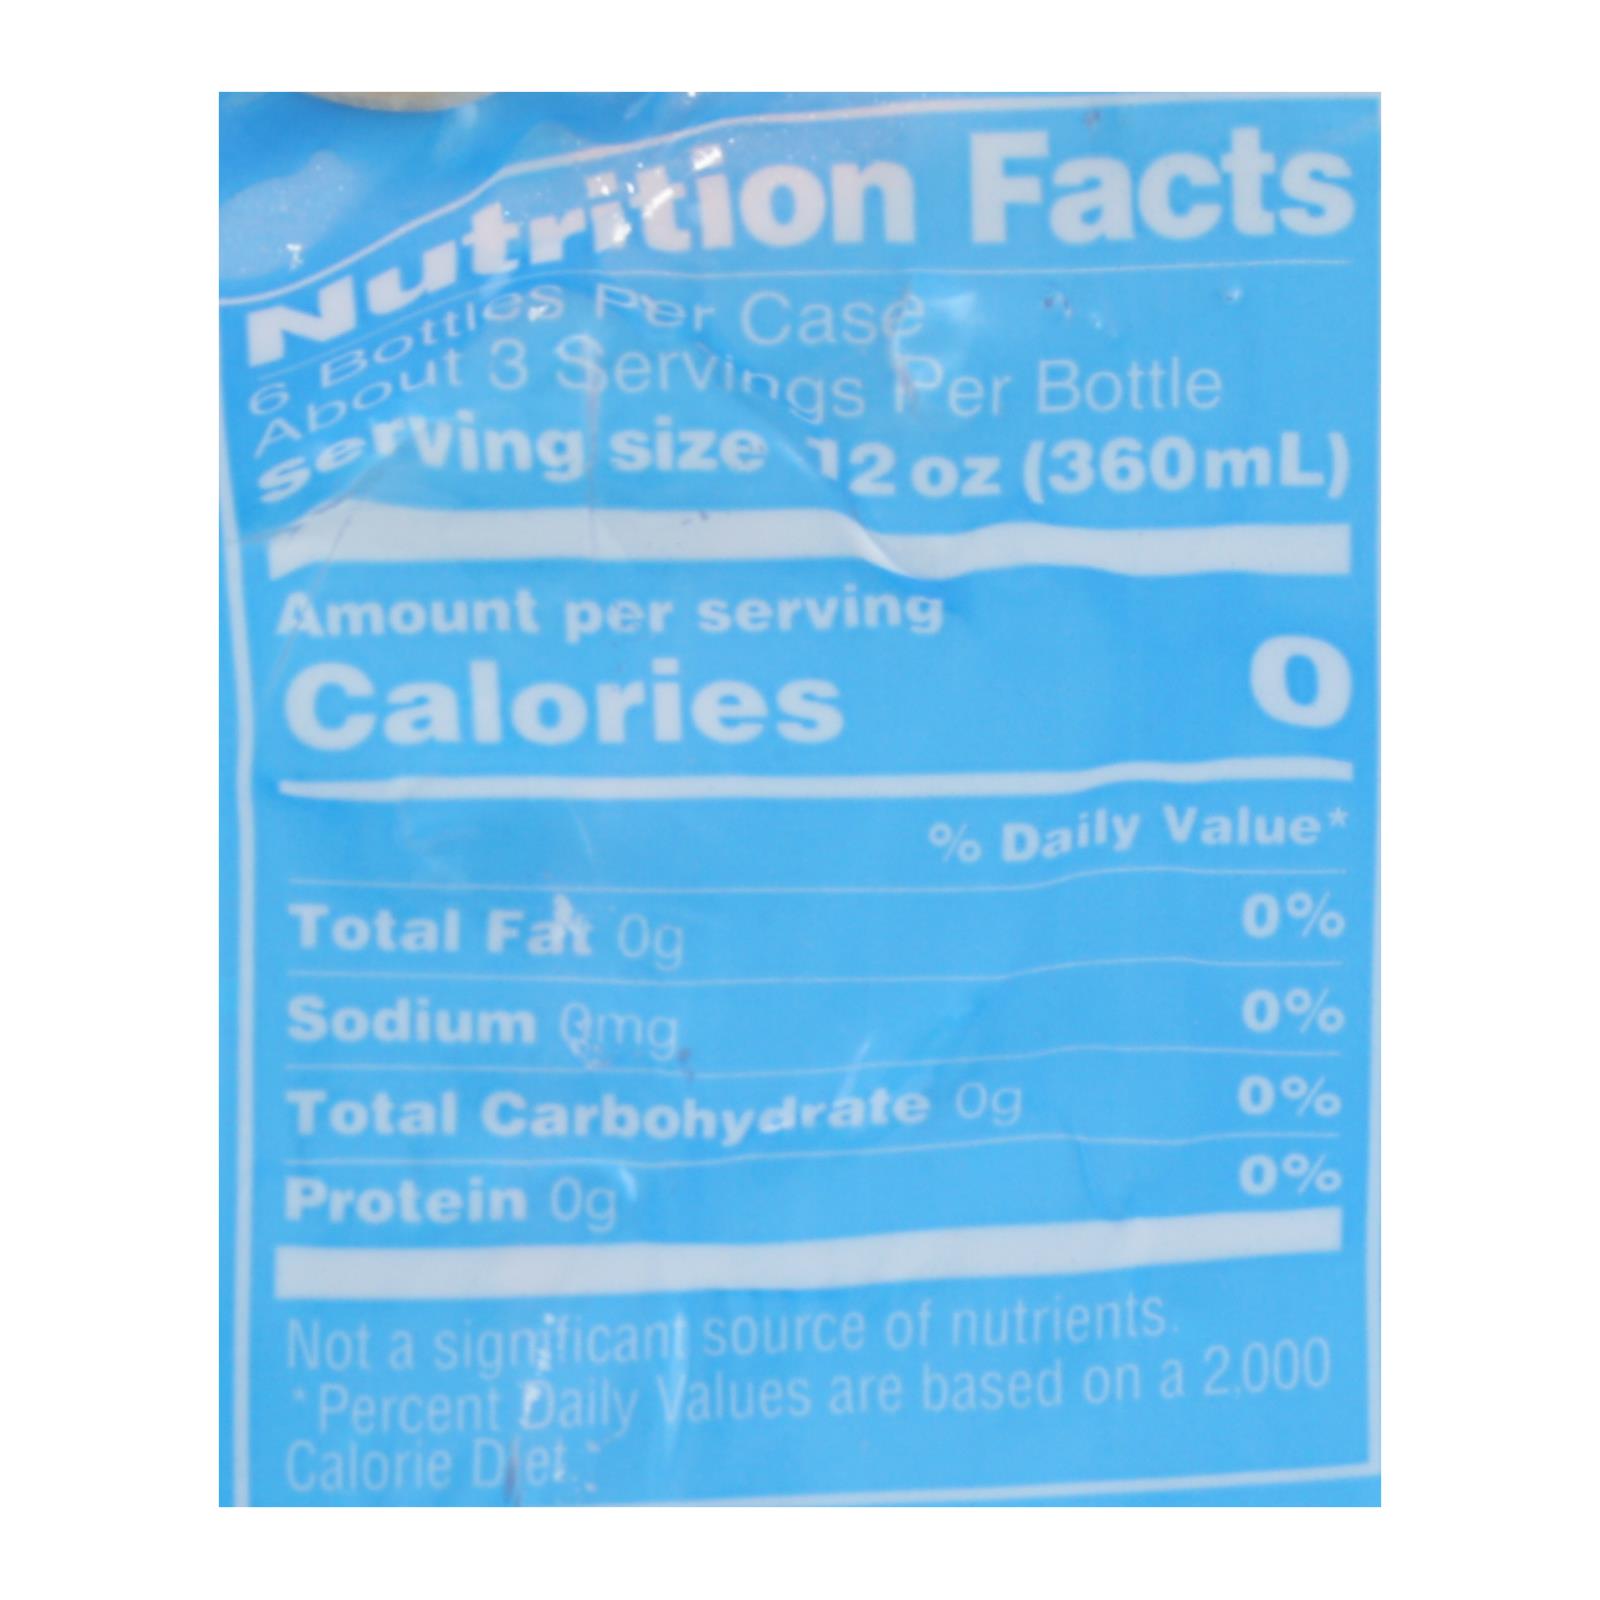 Nutrition Facts
6 Bottles Per Case
About 3 Servings Per Bottle
Serving size 12 oz (360mL)
Amount per serving
Calories 0
% Daily Value*
Total Fat 0g 0%
Sodium 0mg 0%
Total Carbohydrate 0g 0%
Protein 0g 0%
Not a significant source of nutrients.
*Percent Daily Values are based on a 2,000
Calorie Diet.